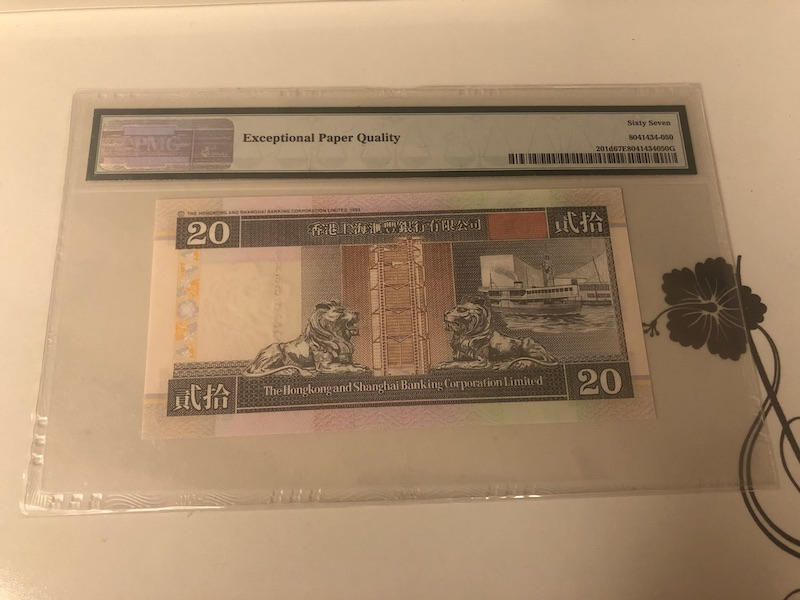 PMG
Exceptional Paper Quality
Sixty Seven
8041434-050
201d67E8041434050G
THE HONGKONG AND SHANGHAI BANKING CORPORATION LIMITED
20
香港上海滙豐銀行有限公司
貳拾
貳拾
The Hongkong and Shanghai Banking Corporation Limited
20